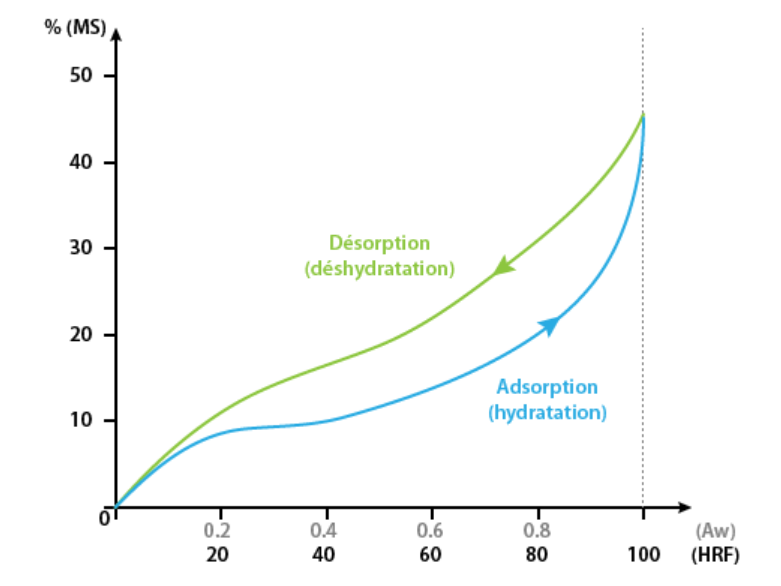 % (MS)
50
40
30
20
10
0
Désorption
(déshydratation)
Adsorption
(hydratation)
0.2 0.4 0.6 0.8 (Aw)
20 40 60 80 100 (HRF)